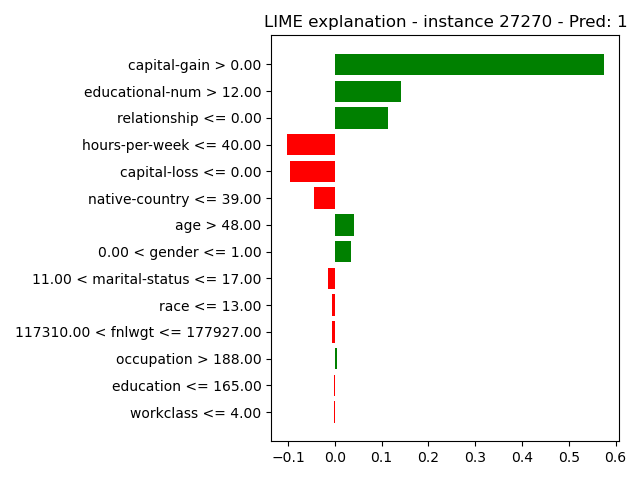 LIME explanation - instance 27270 - Pred: 1
capital-gain > 0.00
educational-num > 12.00
relationship <= 0.00
hours-per-week <= 40.00
capital-loss <= 0.00
native-country <= 39.00
age > 48.00
0.00 < gender <= 1.00
11.00 < marital-status <= 17.00
race <= 13.00
117310.00 < fnlwgt <= 177927.00
occupation > 188.00
education <= 165.00
workclass <= 4.00
−0.1 0.0 0.1 0.2 0.3 0.4 0.5 0.6